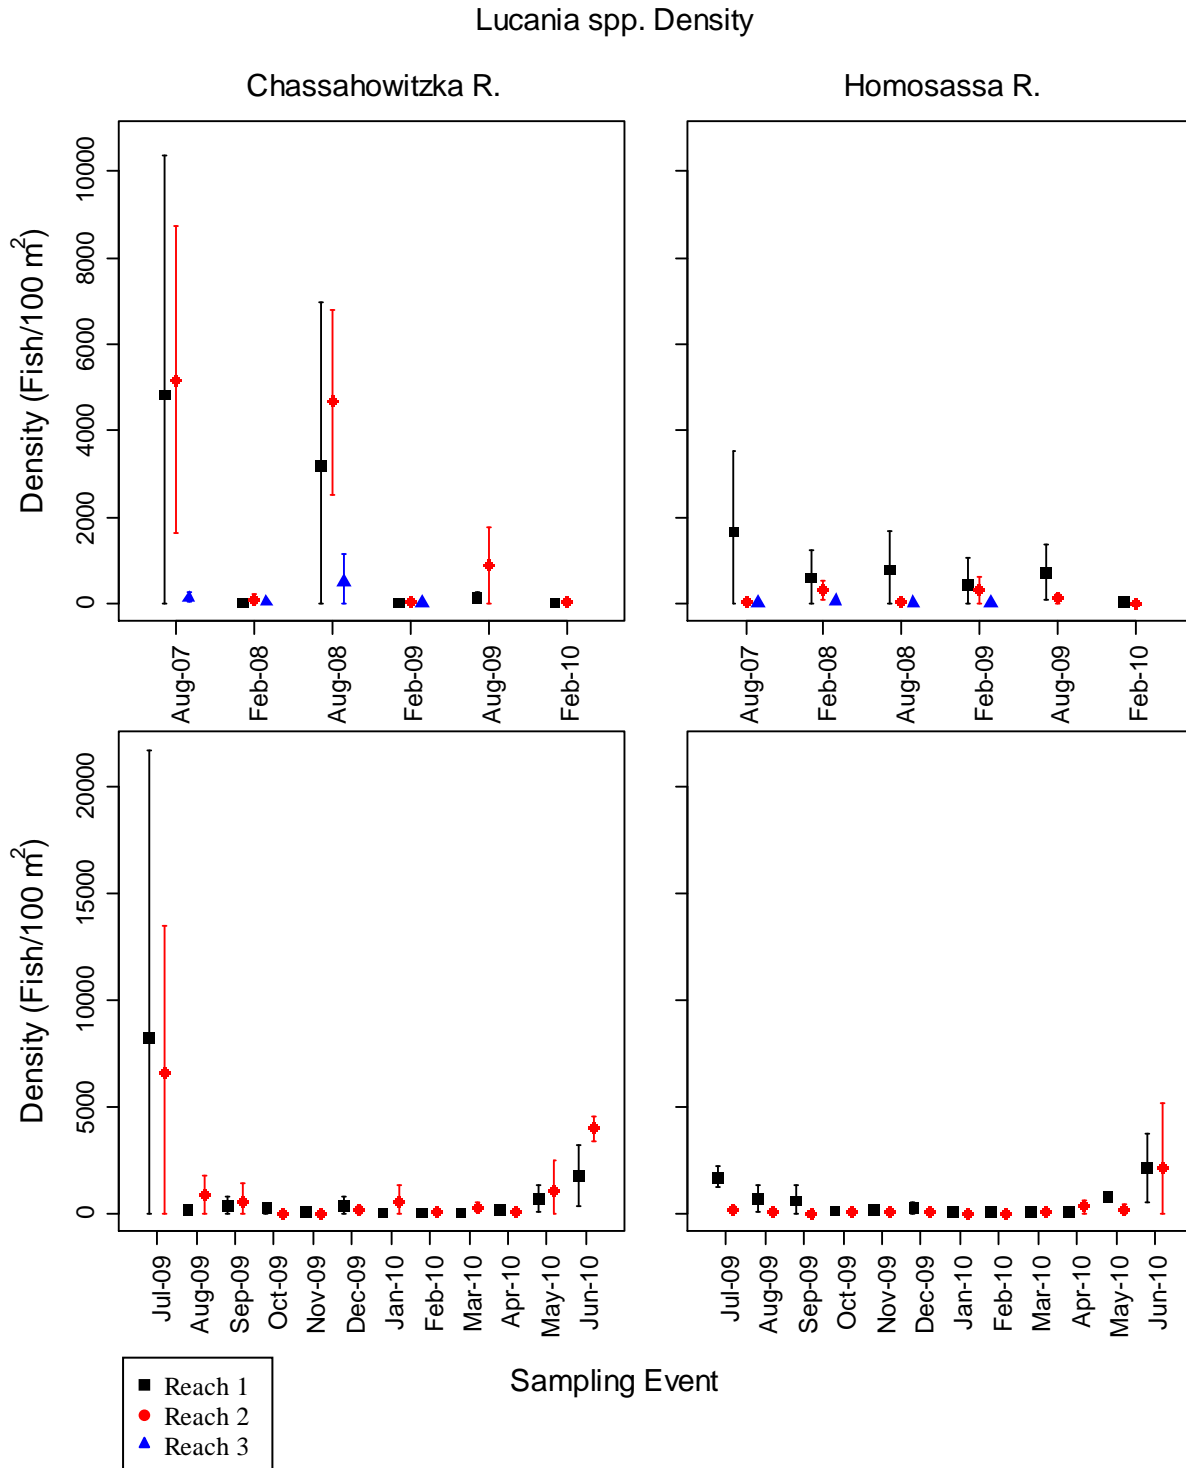 Lucania spp. Density
Chassahowitzka R.
Homosassa R.
Density (Fish/100 m²)
10000
8000
6000
4000
2000
0
Aug-07
Feb-08
Aug-08
Feb-09
Aug-09
Feb-10
Aug-07
Feb-08
Aug-08
Feb-09
Aug-09
Feb-10
Density (Fish/100 m²)
20000
15000
10000
5000
0
Jul-09
Aug-09
Sep-09
Oct-09
Nov-09
Dec-09
Jan-10
Feb-10
Mar-10
Apr-10
May-10
Jun-10
Jul-09
Aug-09
Sep-09
Oct-09
Nov-09
Dec-09
Jan-10
Feb-10
Mar-10
Apr-10
May-10
Jun-10
Sampling Event
Reach 1
Reach 2
Reach 3